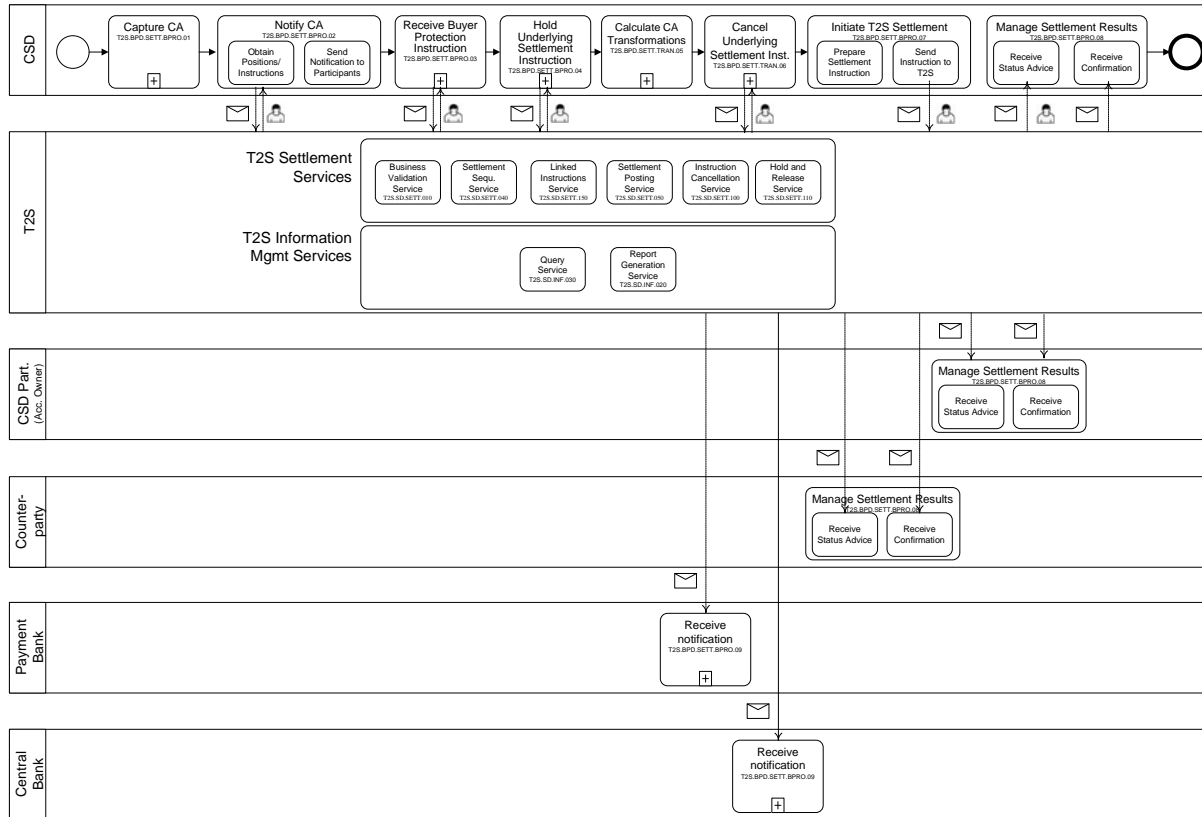 CSD
Capture CA
T2S.BPD.SETT.BPRO.01
Notify CA
T2S.BPD.SETT.BPRO.02
Obtain
Positions/
Instructions
Send
Notification to
Participants
Receive Buyer
Protection
Instruction
T2S.BPD.SETT.BPRO.03
Hold
Underlying
Settlement
Instruction
T2S.BPD.SETT.BPRO.04
Calculate CA
Transformations
T2S.BPD.SETT.TRAN.05
Cancel
Underlying
Settlement Inst.
T2S.BPD.SETT.TRAN.06
Initiate T2S Settlement
T2S.BPD.SETT.BPRO.07
Prepare
Settlement
Instruction
Send
Instruction to
T2S
Manage Settlement Results
T2S.BPD.SETT.BPRO.08
Receive
Status Advice
Receive
Confirmation
T2S
T2S Settlement
Services
Business
Validation
Service
T2S.SD.SETT.010
Settlement
Sequ.
Service
T2S.SD.SETT.040
Linked
Instructions
Service
T2S.SD.SETT.150
Settlement
Posting
Service
T2S.SD.SETT.050
Instruction
Cancellation
Service
T2S.SD.SETT.100
Hold and
Release
Service
T2S.SD.SETT.110
T2S Information
Mgmt Services
Query
Service
T2S.SD.INF.030
Report
Generation
Service
T2S.SD.INF.020
CSD Part.
(Acc. Owner)
Manage Settlement Results
T2S.BPD.SETT.BPRO.08
Receive
Status Advice
Receive
Confirmation
Counter-
party
Manage Settlement Results
T2S.BPD.SETT.BPRO.08
Receive
Status Advice
Receive
Confirmation
Payment
Bank
Receive
notification
T2S.BPD.SETT.BPRO.09
Central
Bank
Receive
notification
T2S.BPD.SETT.BPRO.09